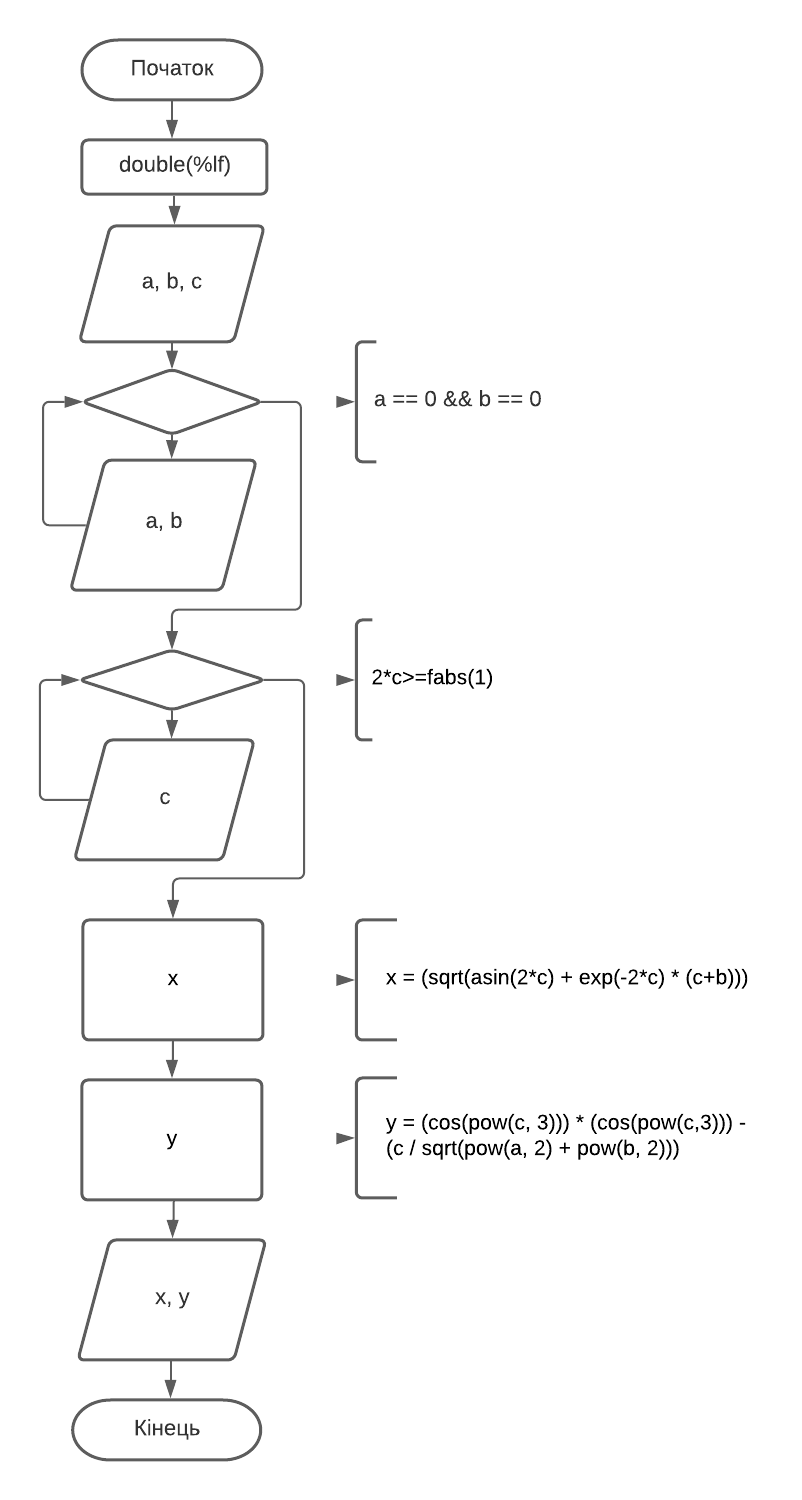 Початок
double(%lf)
a, b, c
a == 0 && b == 0
a, b
2*c>=fabs(1)
c
x
x = (sqrt(asin(2*c) + exp(-2*c) * (c+b)))
y
y = (cos(pow(c, 3))) * (cos(pow(c,3))) -
(c / sqrt(pow(a, 2) + pow(b, 2)))
x, y
Кінець